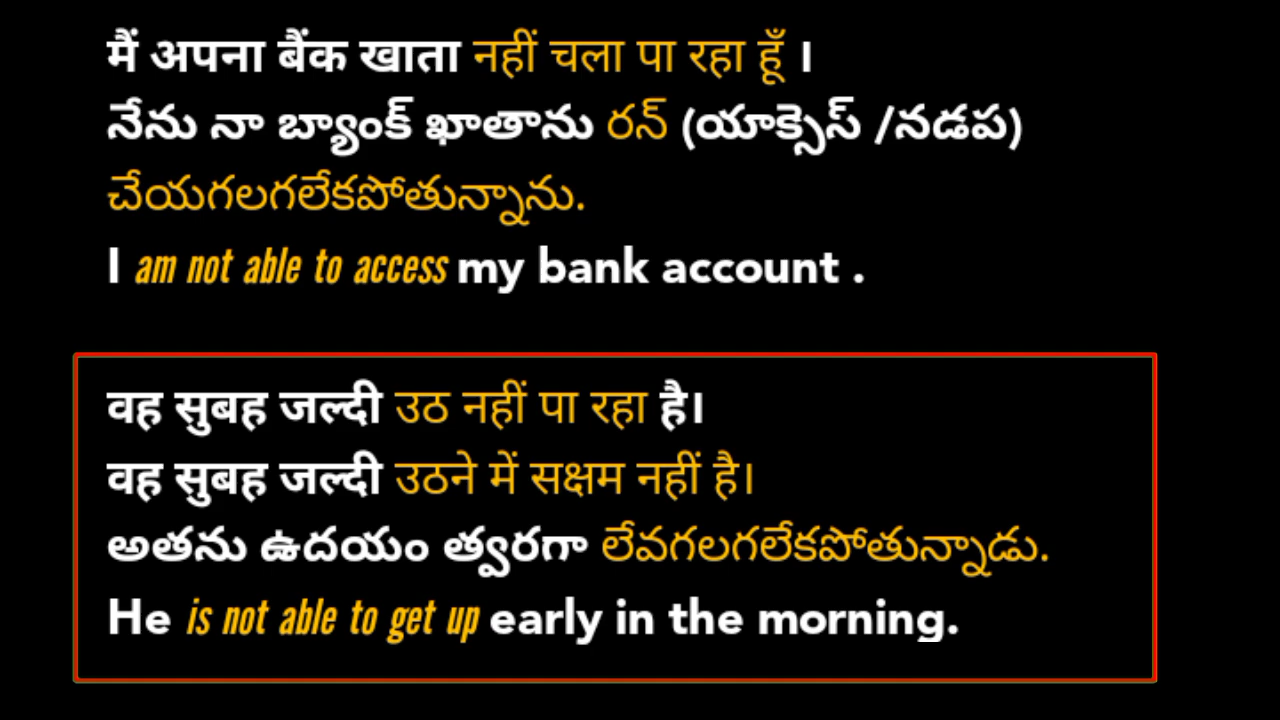 मैं अपना बैंक खाता नहीं चला पा रहा हूँ ।
నేను నా బ్యాంక్ ఖాతాను రన్ (యాక్సెస్ /నడప)
చేయగలగలేకపోతున్నాను.
I am not able to access my bank account .
वह सुबह जल्दी उठ नहीं पा रहा है।
वह सुबह जल्दी उठने में सक्षम नहीं है।
అతను ఉదయం త్వరగా లేవగలగలేకపోతున్నాడు.
He is not able to get up early in the morning.